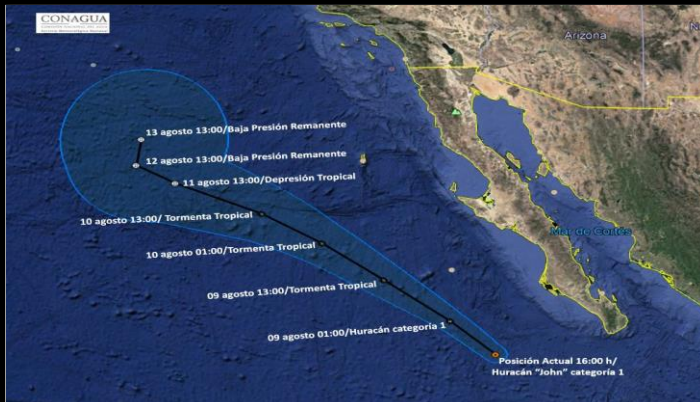 CONAGUA
Arizona
13 agosto 13:00/Baja Presión Remanente
12 agosto 13:00/Baja Presión Remanente
11 agosto 13:00/Depresión Tropical
10 agosto 13:00/ Tormenta Tropical
Mar de Cortés
10 agosto 01:00/Tormenta Tropical
09 agosto 13:00/Tormenta Tropical
09 agosto 01:00/Huracán categoría 1
Posición Actual 16:00 h/
Huracán "John" categoría 1